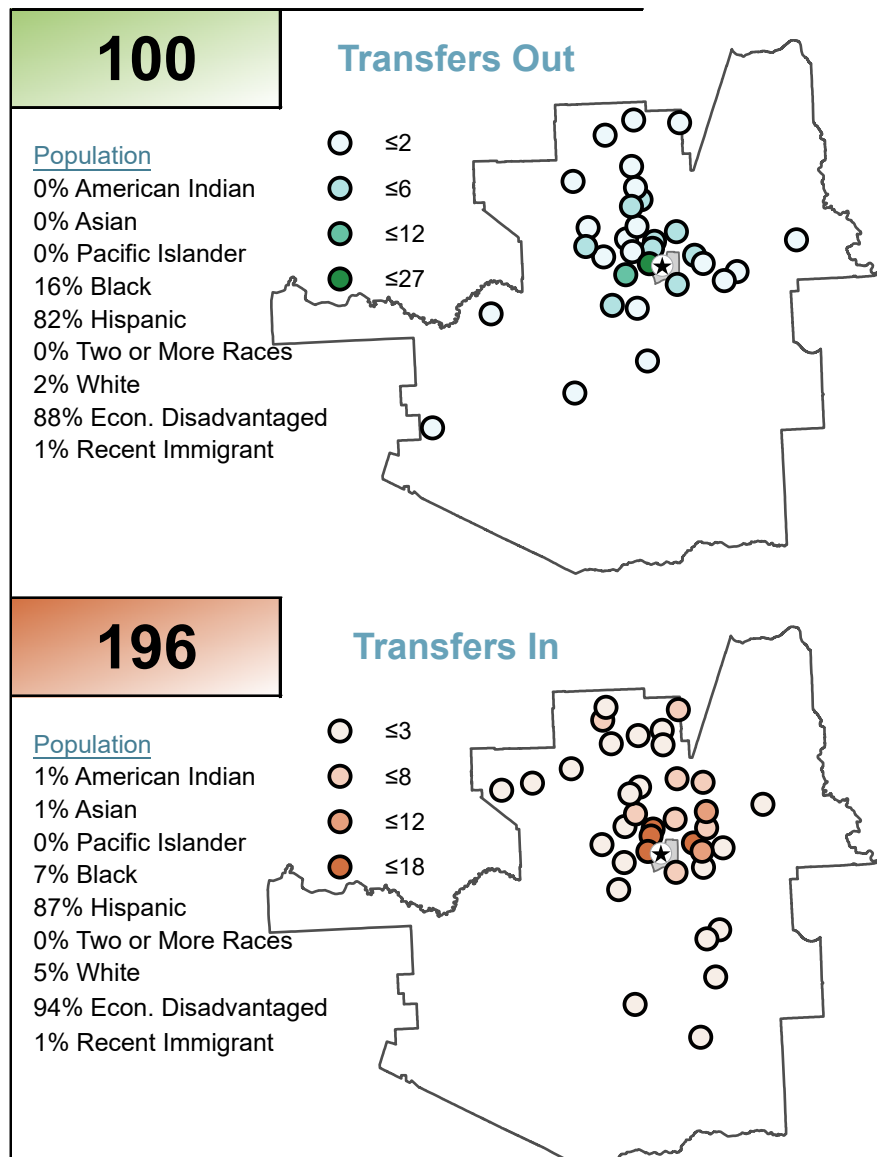 100
Transfers Out
Population
0% American Indian
0% Asian
0% Pacific Islander
16% Black
82% Hispanic
0% Two or More Races
2% White
88% Econ. Disadvantaged
1% Recent Immigrant
≤2
≤6
≤12
≤27
196
Transfers In
Population
1% American Indian
1% Asian
0% Pacific Islander
7% Black
87% Hispanic
0% Two or More Races
5% White
94% Econ. Disadvantaged
1% Recent Immigrant
≤3
≤8
≤12
≤18